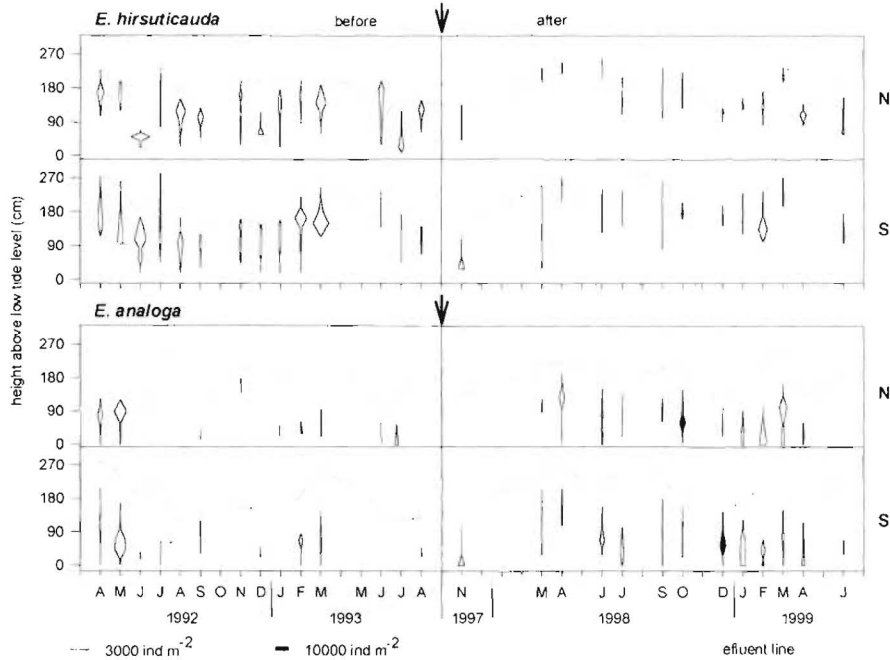 E. hirsuticauda before after
270
180
90
0
N
270
180
90
0
S
E. analoga
270
180
90
0
N
270
180
90
0
S
height above low tide level (cm)
A M J J A S O N D J F M M J J A N M A J J S O D J F M A J
1992 1993 1997 1998 1999
3000 ind m-2 10000 ind m-2 effluent line